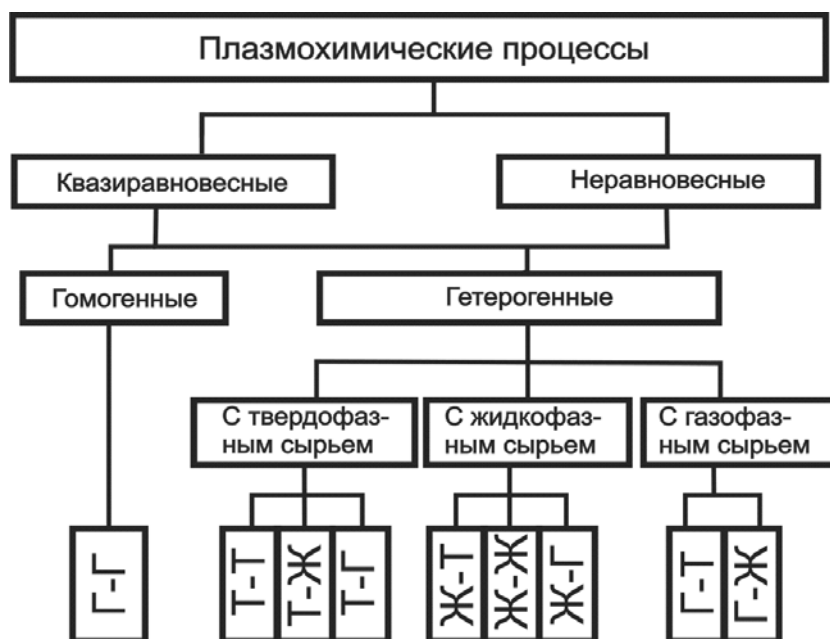 Плазмохимические процессы
Квазиравновесные
Неравновесные
Гомогенные
Гетерогенные
С твердофаз-
ным сырьем
С жидкофаз-
ным сырьем
С газофаз-
ным сырьем
Г-Г
Т-Т
Т-Ж
Т-Г
Ж-Т
Ж-Ж
Ж-Г
Г-Т
Г-Ж